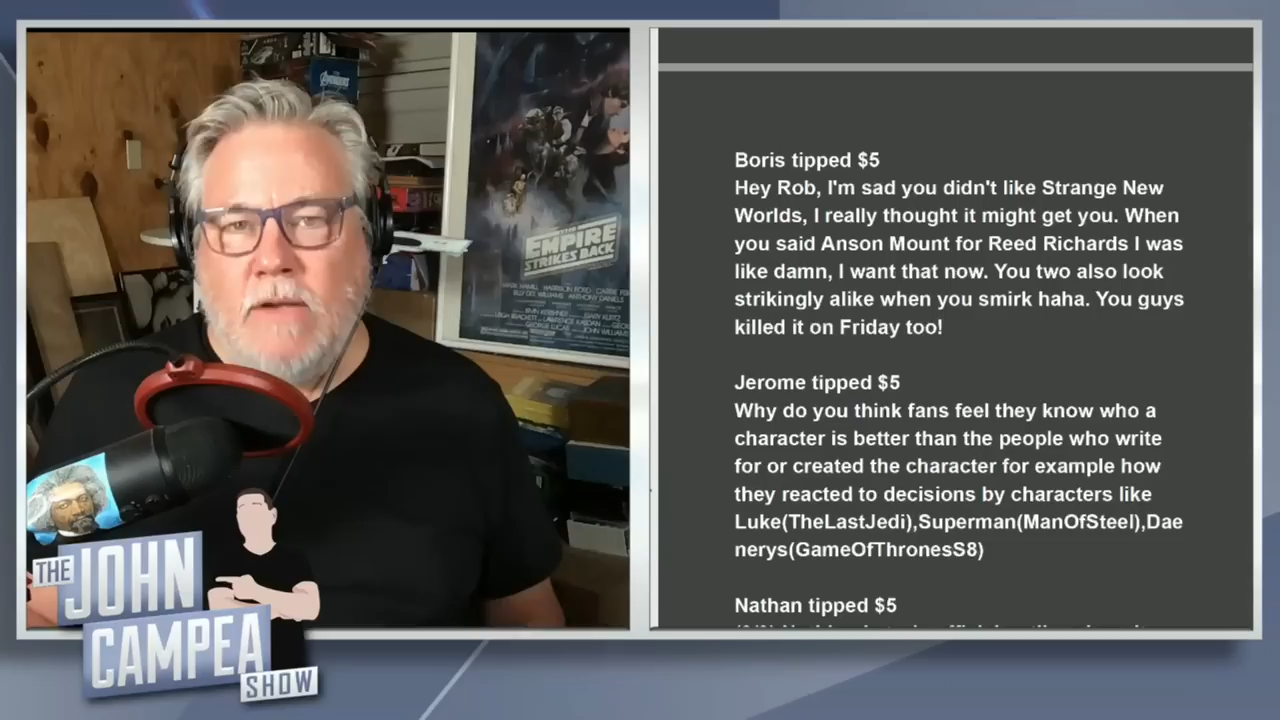 AVENGERS
THE
EMPIRE
STRIKES BACK
Boris tipped $5
Hey Rob, I'm sad you didn't like Strange New
Worlds, I really thought it might get you. When
you said Anson Mount for Reed Richards I was
like damn, I want that now. You two also look
strikingly alike when you smirk haha. You guys
killed it on Friday too!
Jerome tipped $5
Why do you think fans feel they know who a
character is better than the people who write
for or created the character for example how
they reacted to decisions by characters like
Luke(TheLastJedi),Superman(ManOfSteel),Dae
nerys(GameOfThronesS8)
Nathan tipped $5
THE
JOHN
CAMPEA
SHOW